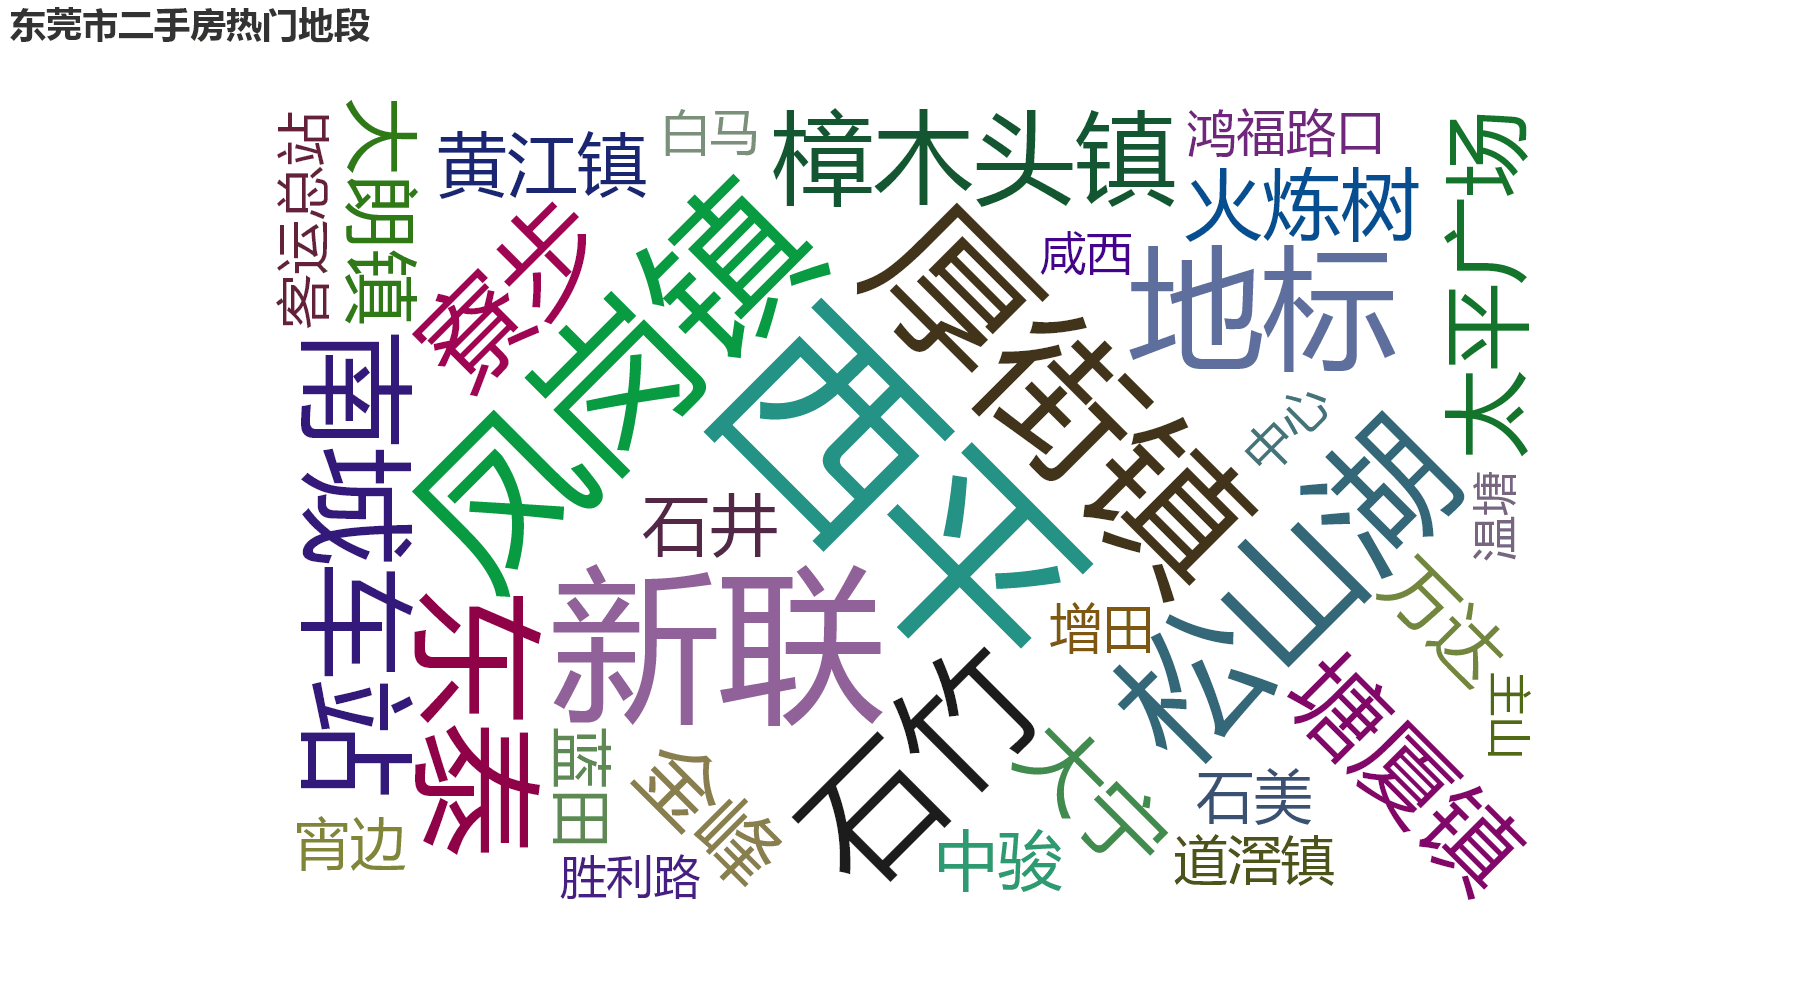 东莞市二手房热门地段
客运总站
大朗镇
黄江镇
白马
樟木头镇
鸿福路口
火炼树
太平广场
寮步
凤岗镇
厚街镇
咸西
地标
西平
南城车站
石井
中心
松山湖
温塘
新联
东泰
增田
万达
主山
石竹
塘厦镇
蓝田
金峰
大宁
石美
宵边
胜利路
中骏
道滘镇